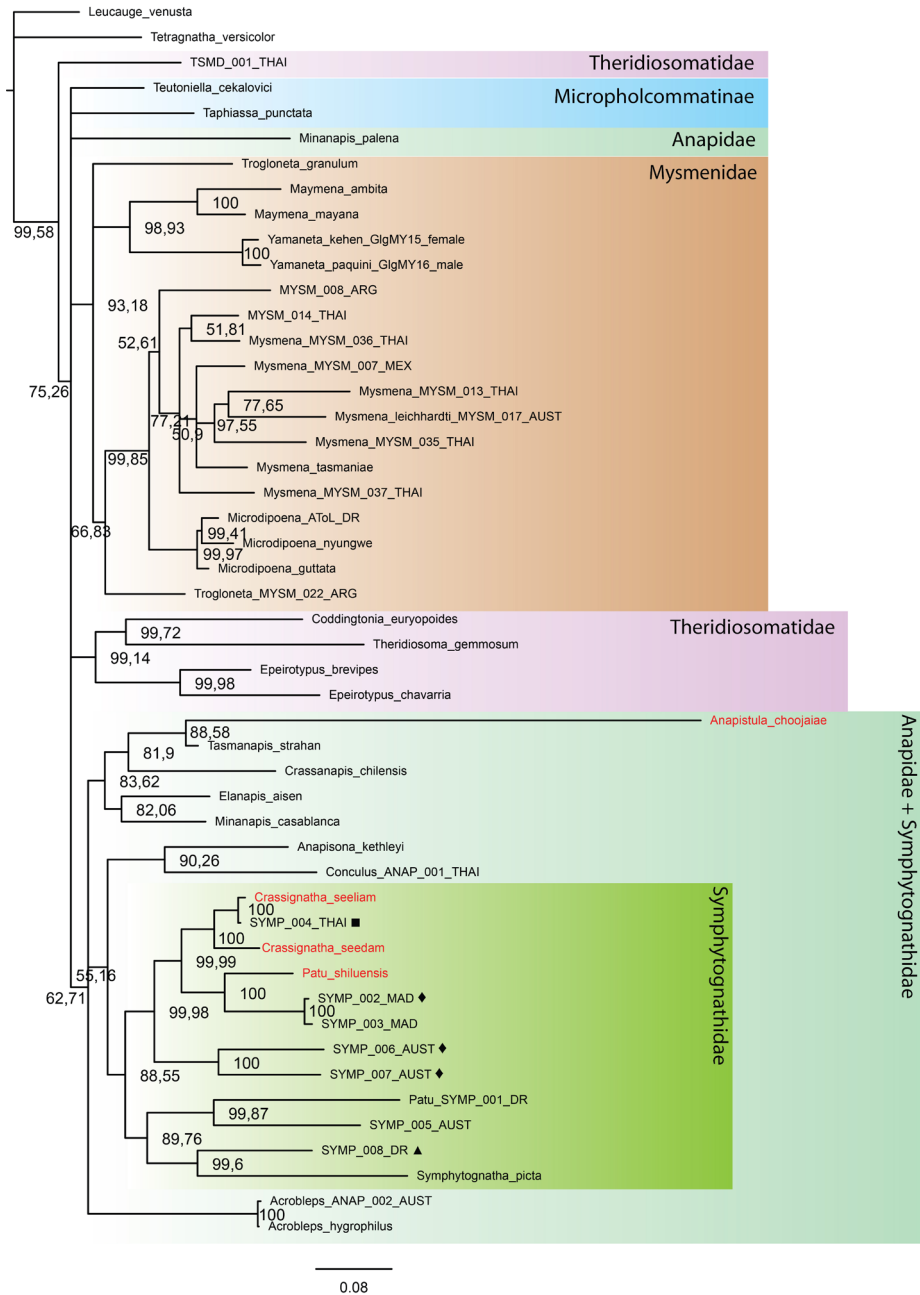 Leucauge_venusta
Tetragnatha_versicolor
TSMD_001_THAI
Theridiosomatidae
Teutoniella_cekalovici
Micropholcommatinae
Taphiassa_punctata
Minanapis_palena
Anapidae
Trogloneta_granulum
Mysmenidae
Maymena_ambita
100
Maymena_mayana
99,58
98,93
Yamaneta_kehen_GlgMY15_female
100
Yamaneta_paquini_GlgMY16_male
MYSM_008_ARG
93,18
MYSM_014_THAI
51,81
52,61
Mysmena_MYSM_036_THAI
Mysmena_MYSM_007_MEX
75,26
Mysmena_MYSM_013_THAI
77,65
77,21
Mysmena_leichhardti_MYSM_017_AUST
97,55
50,9
Mysmena_MYSM_035_THAI
99,85
Mysmena_tasmaniae
Mysmena_MYSM_037_THAI
Microdipoena_AToL_DR
66,83
99,41
Microdipoena_nyungwe
99,97
Microdipoena_guttata
Trogloneta_MYSM_022_ARG
Coddingtonia_euryopoides
Theridiosomatidae
99,72
Theridiosoma_gemmosum
99,14
Epeirotypus_brevipes
99,98
Epeirotypus_chavarria
Anapistula_choojaiae
88,58
Tasmanapis_strahan
81,9
Crassanapis_chilensis
83,62
Elanapis_aisen
82,06
Minanapis_casablanca
Anapidae + Symphytognathidae
Anapisona_kethleyi
90,26
Conculus_ANAP_001_THAI
Crassignatha_seeliam
100
SYMP_004_THAI ■
100
Crassignatha_seedam
99,99
55,16
Patu_shiluensis
62,71
100
SYMP_002_MAD ♦
100
99,98
SYMP_003_MAD
Symphytognathidae
SYMP_006_AUST ♦
100
88,55
SYMP_007_AUST ♦
Patu_SYMP_001_DR
99,87
SYMP_005_AUST
89,76
SYMP_008_DR ▲
99,6
Symphytognatha_picta
Acrobleps_ANAP_002_AUST
100
Acrobleps_hygrophilus
0.08